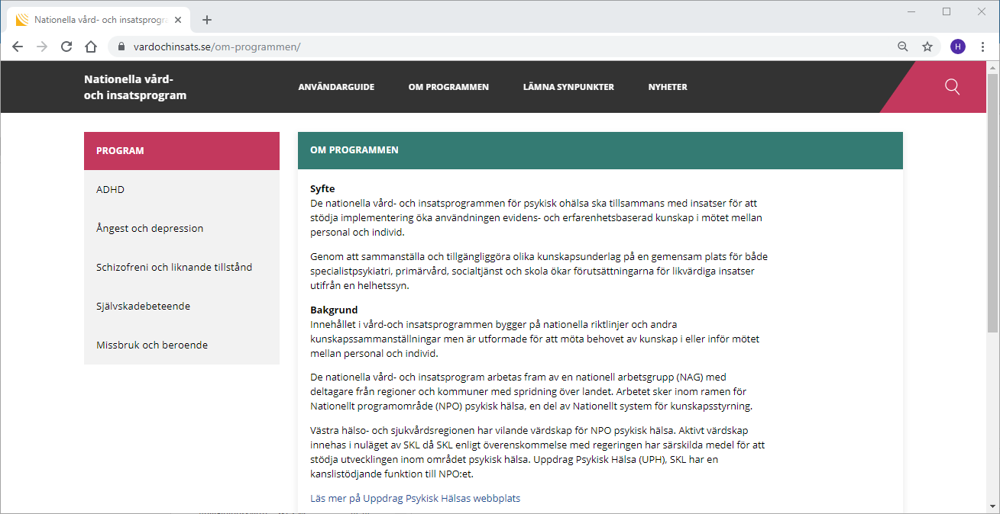 Nationella vård- och insatsprogra
H
vardochinsats.se/om-programmen/
Nationella vård-
och insatsprogram
ANVÄNDARGUIDE
OM PROGRAMMEN
LÄMNA SYNPUNKTER
NYHETER
PROGRAM
ADHD
Ångest och depression
Schizofreni och liknande tillstånd
Självskadebeteende
Missbruk och beroende
OM PROGRAMMEN
Syfte
De nationella vård- och insatsprogrammen för psykisk ohälsa ska tillsammans med insatser för att
stödja implementering öka användningen evidens- och erfarenhetsbaserad kunskap i mötet mellan
personal och individ.
Genom att sammanställa och tillgängliggöra olika kunskapsunderlag på en gemensam plats för både
specialistpsykiatri, primärvård, socialtjänst och skola ökar förutsättningarna för likvärdiga insatser
utifrån en helhetssyn.
Bakgrund
Innehållet i vård-och insatsprogrammen bygger på nationella riktlinjer och andra
kunskapssammanställningar men är utformade för att möta behovet av kunskap i eller inför mötet
mellan personal och individ.
De nationella vård- och insatsprogram arbetas fram av en nationell arbetsgrupp (NAG) med
deltagare från regioner och kommuner med spridning över landet. Arbetet sker inom ramen för
Nationellt programområde (NPO) psykisk hälsa, en del av Nationellt system för kunskapsstyrning.
Västra hälso- och sjukvårdsregionen har vilande värdskap för NPO psykisk hälsa. Aktivt värdskap
innehas i nuläget av SKL då SKL enligt överenskommelse med regeringen har särskilda medel för att
stödja utvecklingen inom området psykisk hälsa. Uppdrag Psykisk Hälsa (UPH), SKL har en
kanslistödjande funktion till NPO:et.
Läs mer på Uppdrag Psykisk Hälsas webbplats